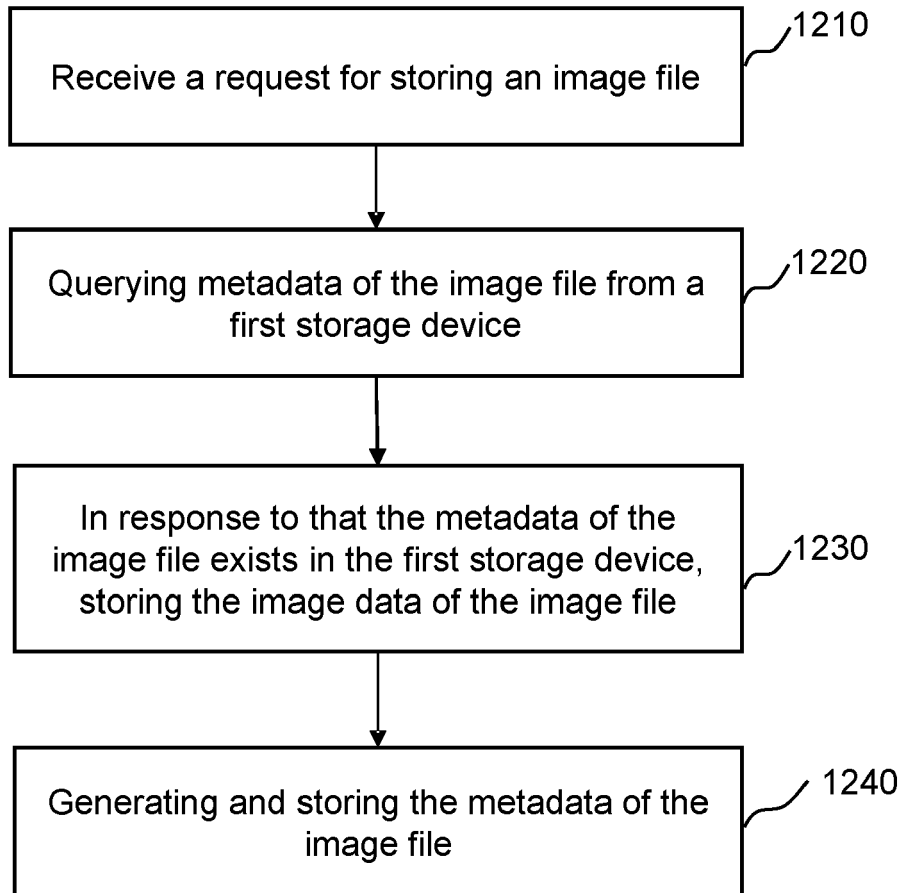 1210
Receive a request for storing an image file
1220
Querying metadata of the image file from a
first storage device
1230
In response to that the metadata of the
image file exists in the first storage device,
storing the image data of the image file
1240
Generating and storing the metadata of the
image file